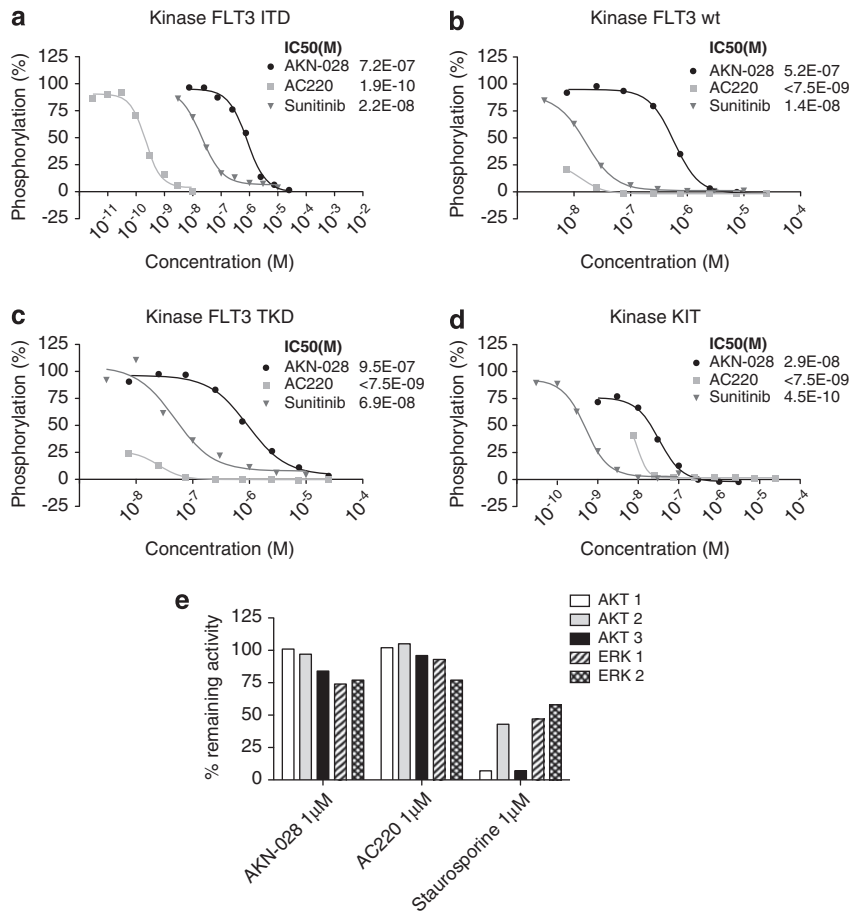 a
Kinase FLT3 ITD
IC50(M)
AKN-028 7.2E-07
AC220 1.9E-10
Sunitinib 2.2E-08
Phosphorylation (%)
125
100
75
50
25
0
-25
10-11 10-10 10-9 10-8 10-7 10-6 10-5 10-4 10-3 10-2
Concentration (M)
b
Kinase FLT3 wt
IC50(M)
AKN-028 5.2E-07
AC220 <7.5E-09
Sunitinib 1.4E-08
Phosphorylation (%)
125
100
75
50
25
0
-25
10-8 10-7 10-6 10-5 10-4
Concentration (M)
c
Kinase FLT3 TKD
IC50(M)
AKN-028 9.5E-07
AC220 <7.5E-09
Sunitinib 6.9E-08
Phosphorylation (%)
125
100
75
50
25
0
-25
10-8 10-7 10-6 10-5 10-4
Concentration (M)
d
Kinase KIT
IC50(M)
AKN-028 2.9E-08
AC220 <7.5E-09
Sunitinib 4.5E-10
Phosphorylation (%)
125
100
75
50
25
0
-25
10-10 10-9 10-8 10-7 10-6 10-5 10-4
Concentration (M)
e
% remaining activity
125
100
75
50
25
0
AKN-028 1μM
AC220 1μM
Staurosporine 1μM
AKT 1
AKT 2
AKT 3
ERK 1
ERK 2